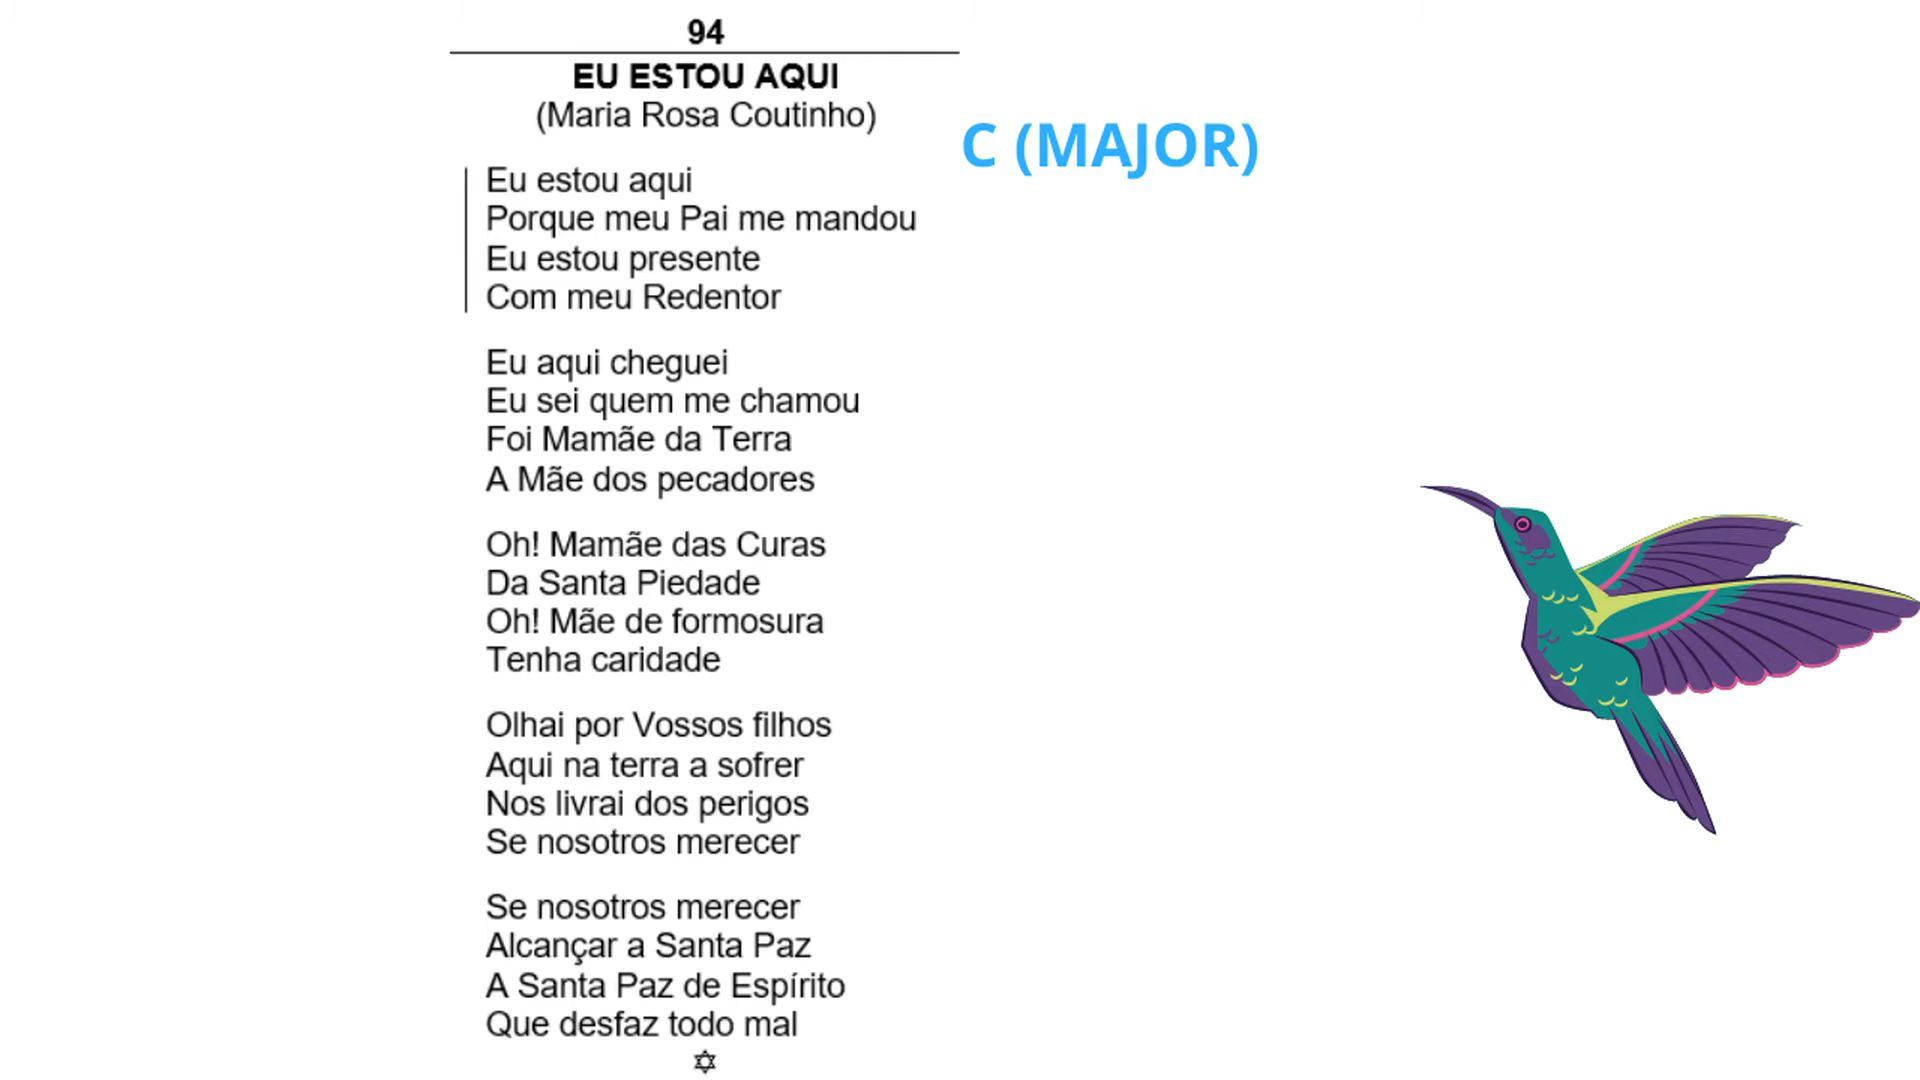 94
EU ESTOU AQUI
(Maria Rosa Coutinho)
C (MAJOR)
Eu estou aqui
Porque meu Pai me mandou
Eu estou presente
Com meu Redentor
Eu aqui cheguei
Eu sei quem me chamou
Foi Mamãe da Terra
A Mãe dos pecadores
Oh! Mamãe das Curas
Da Santa Piedade
Oh! Mãe de formosura
Tenha caridade
Olhai por Vossos filhos
Aqui na terra a sofrer
Nos livrai dos perigos
Se nosotros merecer
Se nosotros merecer
Alcançar a Santa Paz
A Santa Paz de Espírito
Que desfaz todo mal